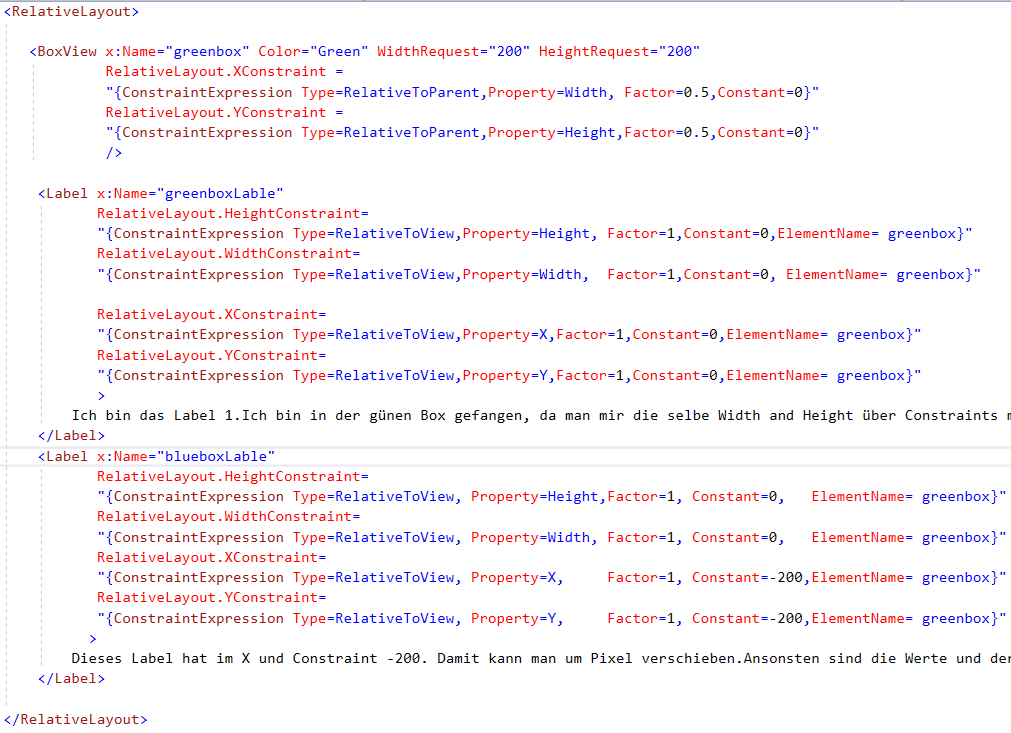 <RelativeLayout>
<BoxView x:Name="greenbox" Color="Green" WidthRequest="200" HeightRequest="200"
RelativeLayout.XConstraint =
"{ConstraintExpression Type=RelativeToParent,Property=Width, Factor=0.5,Constant=0}"
RelativeLayout.YConstraint =
"{ConstraintExpression Type=RelativeToParent,Property=Height,Factor=0.5,Constant=0}"
/>
<Label x:Name="greenboxLable"
RelativeLayout.HeightConstraint=
"{ConstraintExpression Type=RelativeToView,Property=Height, Factor=1,Constant=0,ElementName= greenbox}"
RelativeLayout.WidthConstraint=
"{ConstraintExpression Type=RelativeToView,Property=Width,  Factor=1,Constant=0, ElementName= greenbox}"
RelativeLayout.XConstraint=
"{ConstraintExpression Type=RelativeToView,Property=X,Factor=1,Constant=0,ElementName= greenbox}"
RelativeLayout.YConstraint=
"{ConstraintExpression Type=RelativeToView,Property=Y,Factor=1,Constant=0,ElementName= greenbox}"
>
Ich bin das Label 1.Ich bin in der günen Box gefangen, da man mir die selbe Width and Height über Constraints
</Label>
<Label x:Name="blueboxLable"
RelativeLayout.HeightConstraint=
"{ConstraintExpression Type=RelativeToView, Property=Height,Factor=1, Constant=0,   ElementName= greenbox}"
RelativeLayout.WidthConstraint=
"{ConstraintExpression Type=RelativeToView, Property=Width, Factor=1, Constant=0,   ElementName= greenbox}"
RelativeLayout.XConstraint=
"{ConstraintExpression Type=RelativeToView, Property=X,     Factor=1, Constant=-200,ElementName= greenbox}"
RelativeLayout.YConstraint=
"{ConstraintExpression Type=RelativeToView, Property=Y,     Factor=1, Constant=-200,ElementName= greenbox}"
>
Dieses Label hat im X und Constraint -200. Damit kann man um Pixel verschieben.Ansonsten sind die Werte und
</Label>
</RelativeLayout>